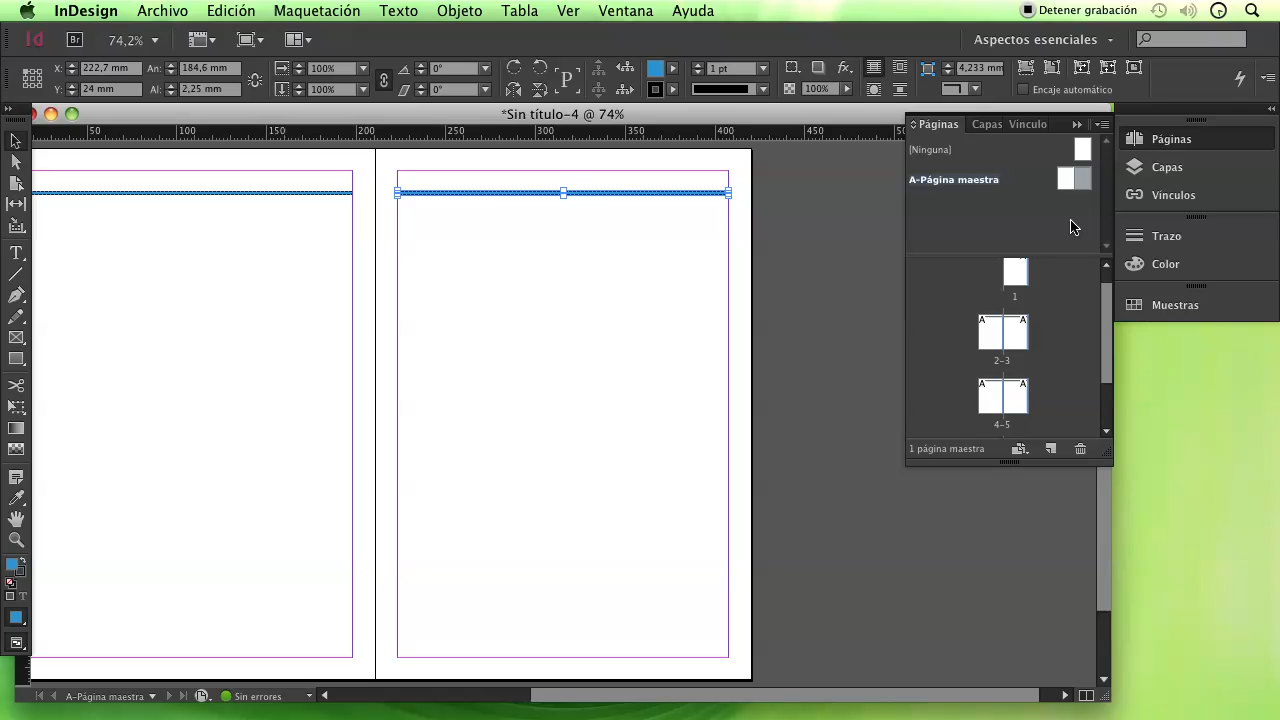 InDesign Archivo Edición Maquetación Texto Objeto Tabla Ver Ventana Ayuda Detener grabación
Id Br 74,2% Aspectos esenciales
X: 222,7 mm An: 184,6 mm 100% 0° P fx 1 pt 4,233 mm
Y: 24 mm Al: 2,25 mm 100% 0° 100% Encaje automático
*Sin título-4 @ 74%
50 100 150 200 250 300 350 400 450
Páginas Capas Vínculo
[Ninguna]
A-Página maestra
1
A A
2-3
A A
4-5
1 página maestra
Páginas
Capas
Vínculos
Trazo
Color
Muestras
T
T
A-Página maestra Sin errores